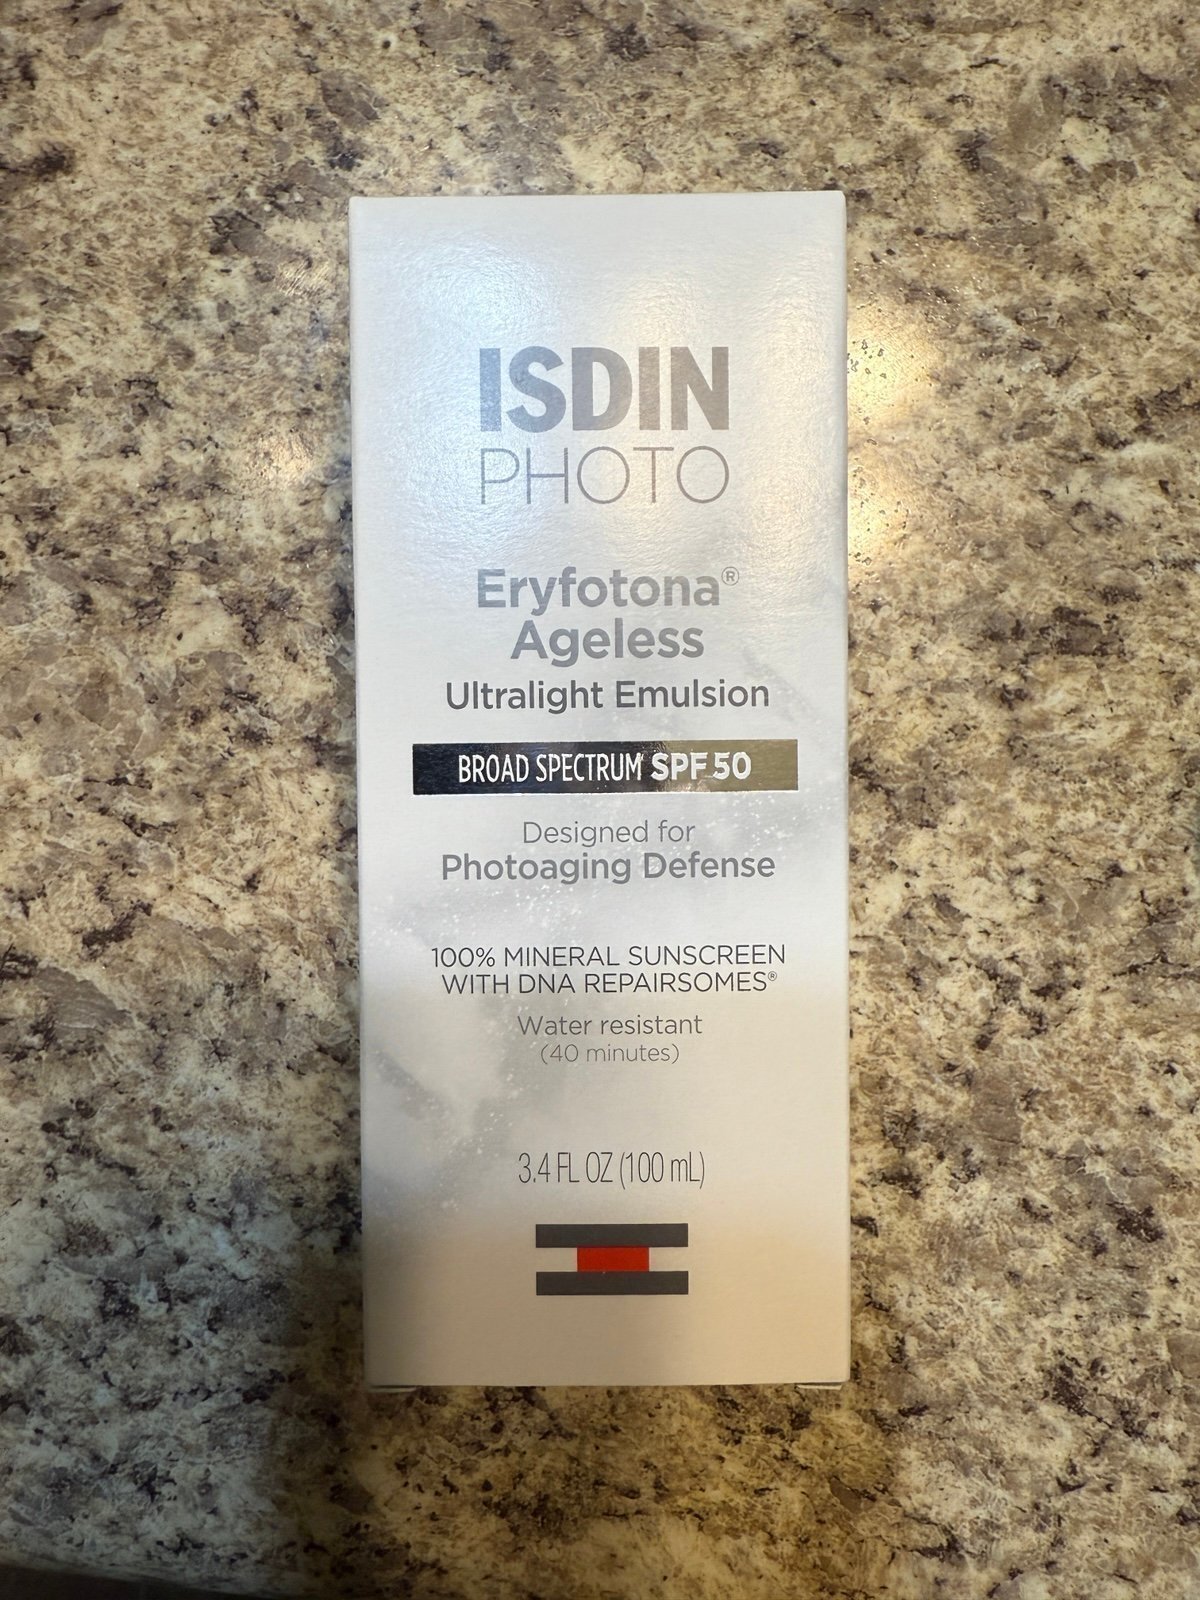 ISDIN
PHOTO
Eryfotona®
Ageless
Ultralight Emulsion
BROAD SPECTRUM SPF 50
Designed for
Photoaging Defense
100% MINERAL SUNSCREEN
WITH DNA REPAIRSOMES®
Water resistant
(40 minutes)
3.4 FL OZ (100 mL)